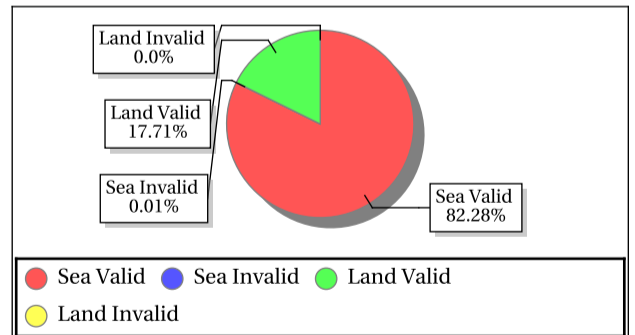 Land Invalid
0.0%
Land Valid
17.71%
Sea Invalid
0.01%
Sea Valid
82.28%
Sea Valid Sea Invalid Land Valid
Land Invalid